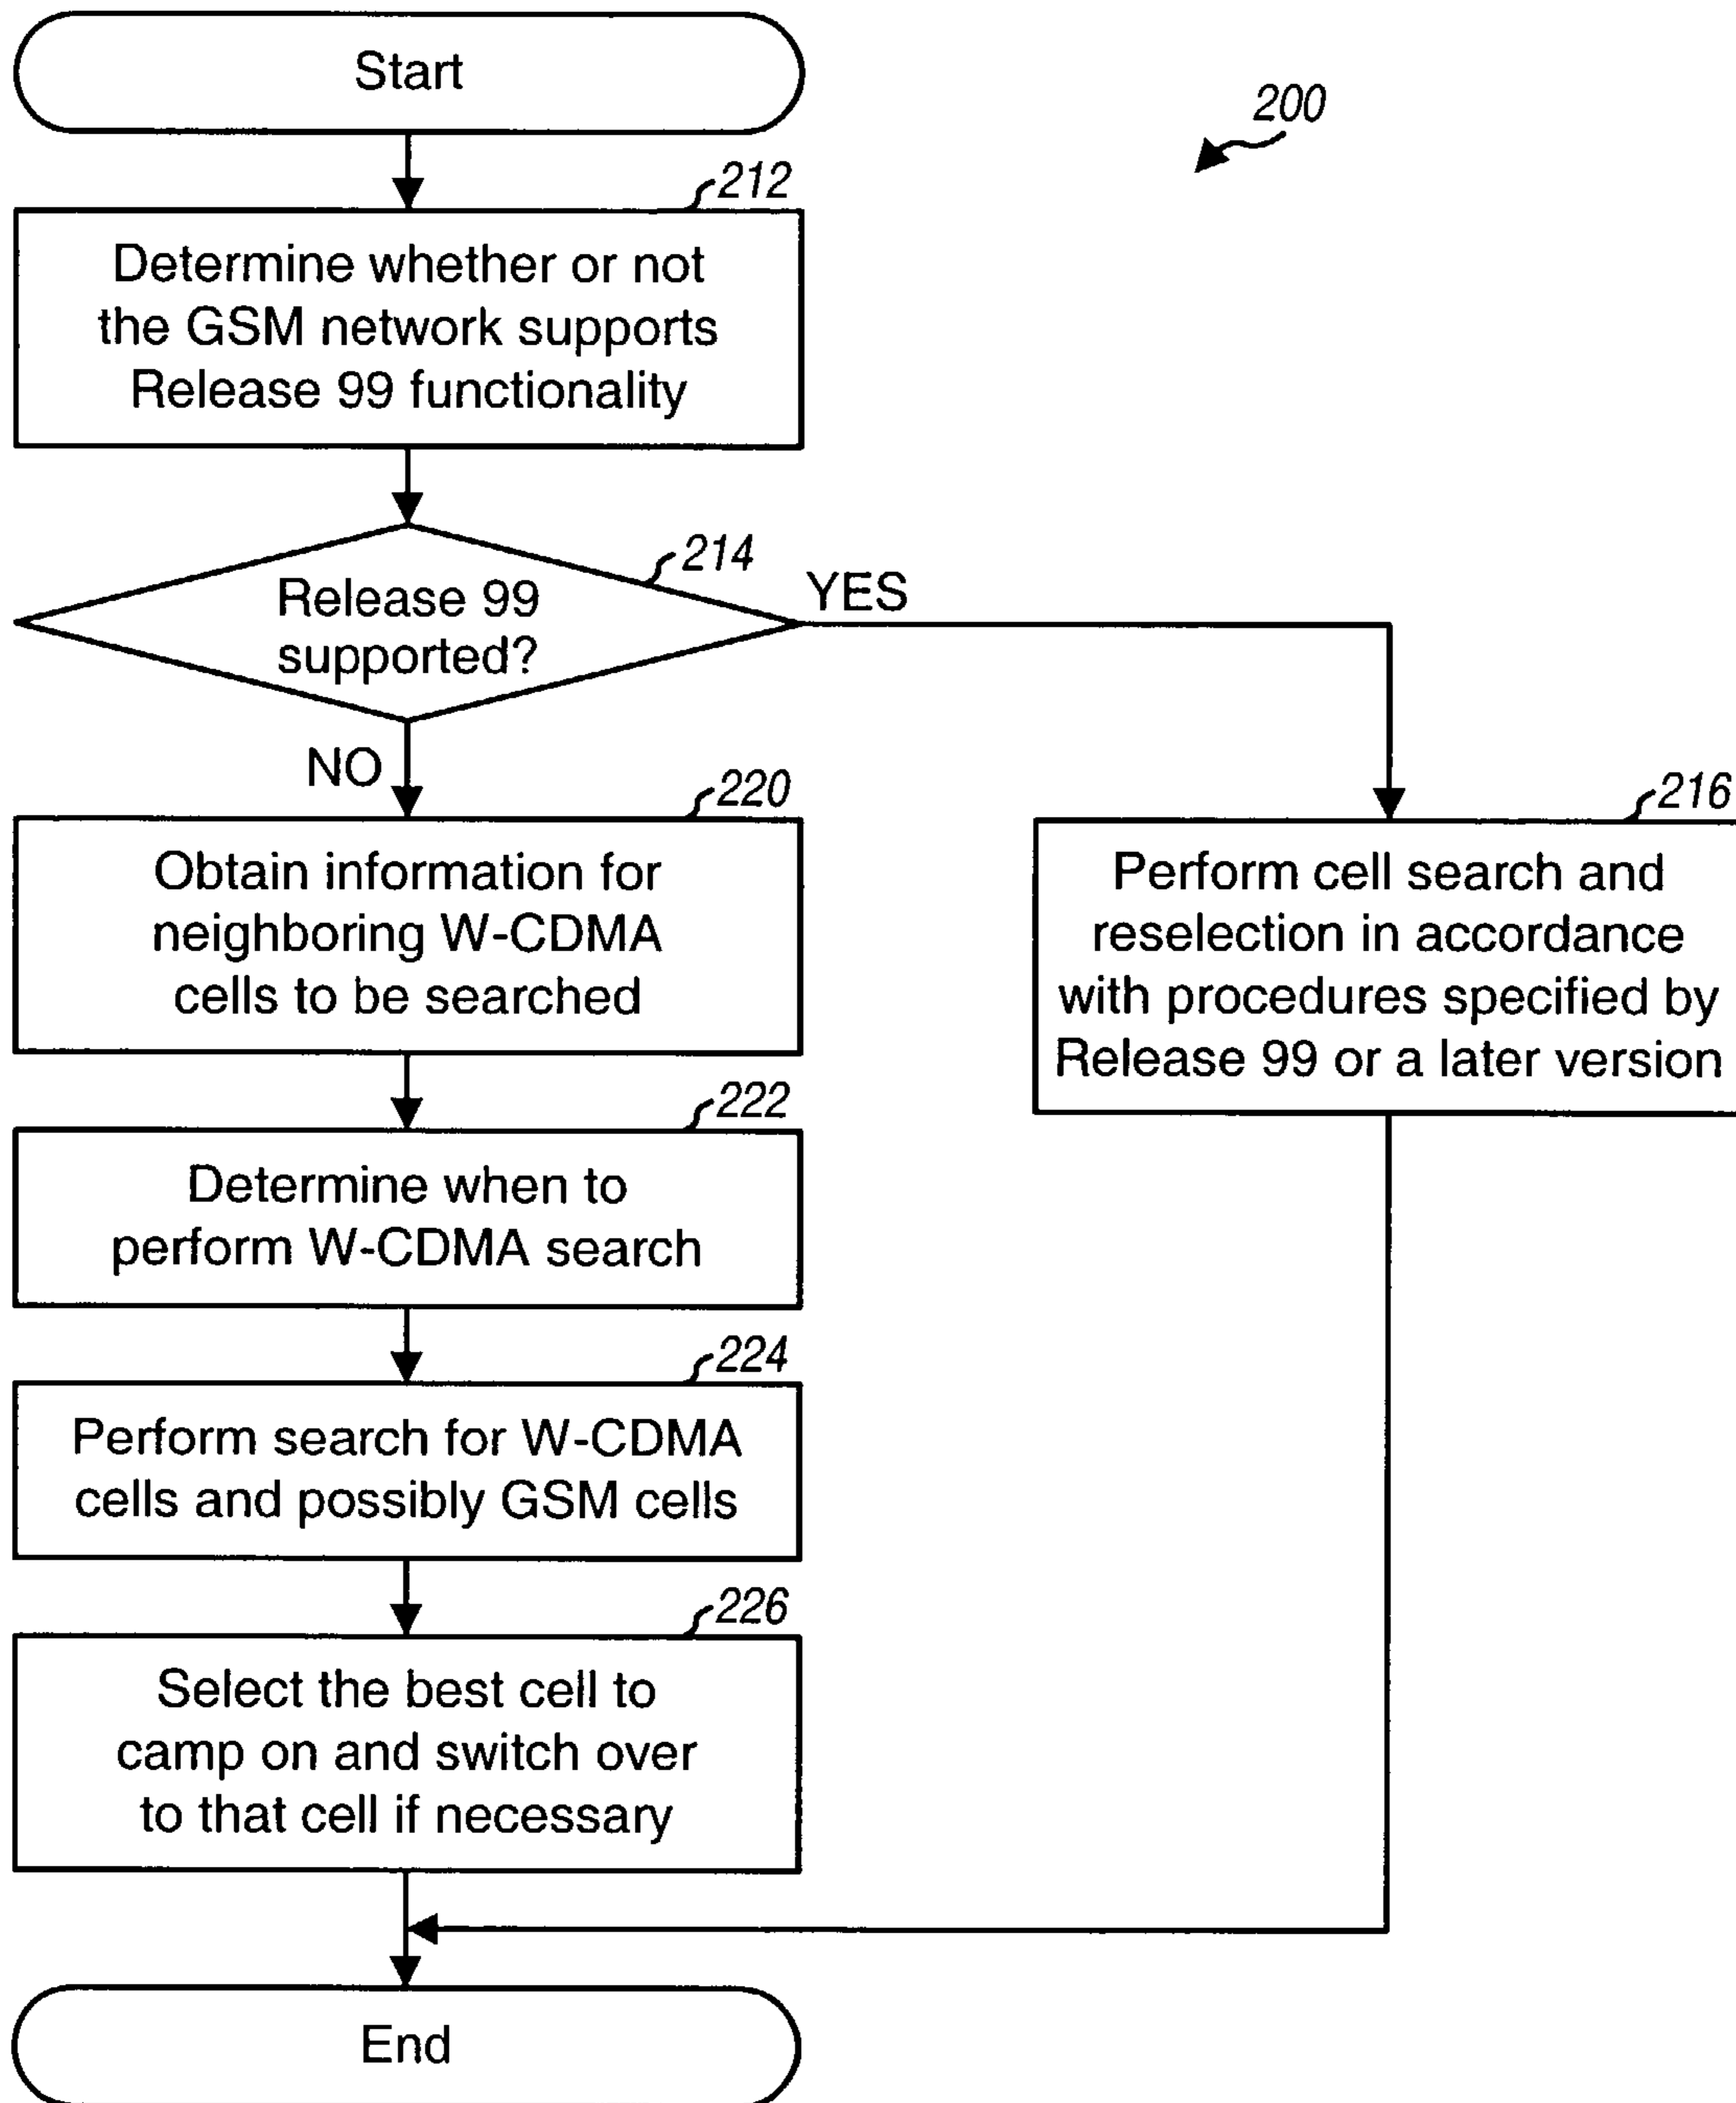 Start
200
212
Determine whether or not
the GSM network supports
Release 99 functionality
214
Release 99
supported?
YES
NO
220
Obtain information for
neighboring W-CDMA
cells to be searched
216
Perform cell search and
reselection in accordance
with procedures specified by
Release 99 or a later version
222
Determine when to
perform W-CDMA search
224
Perform search for W-CDMA
cells and possibly GSM cells
226
Select the best cell to
camp on and switch over
to that cell if necessary
End